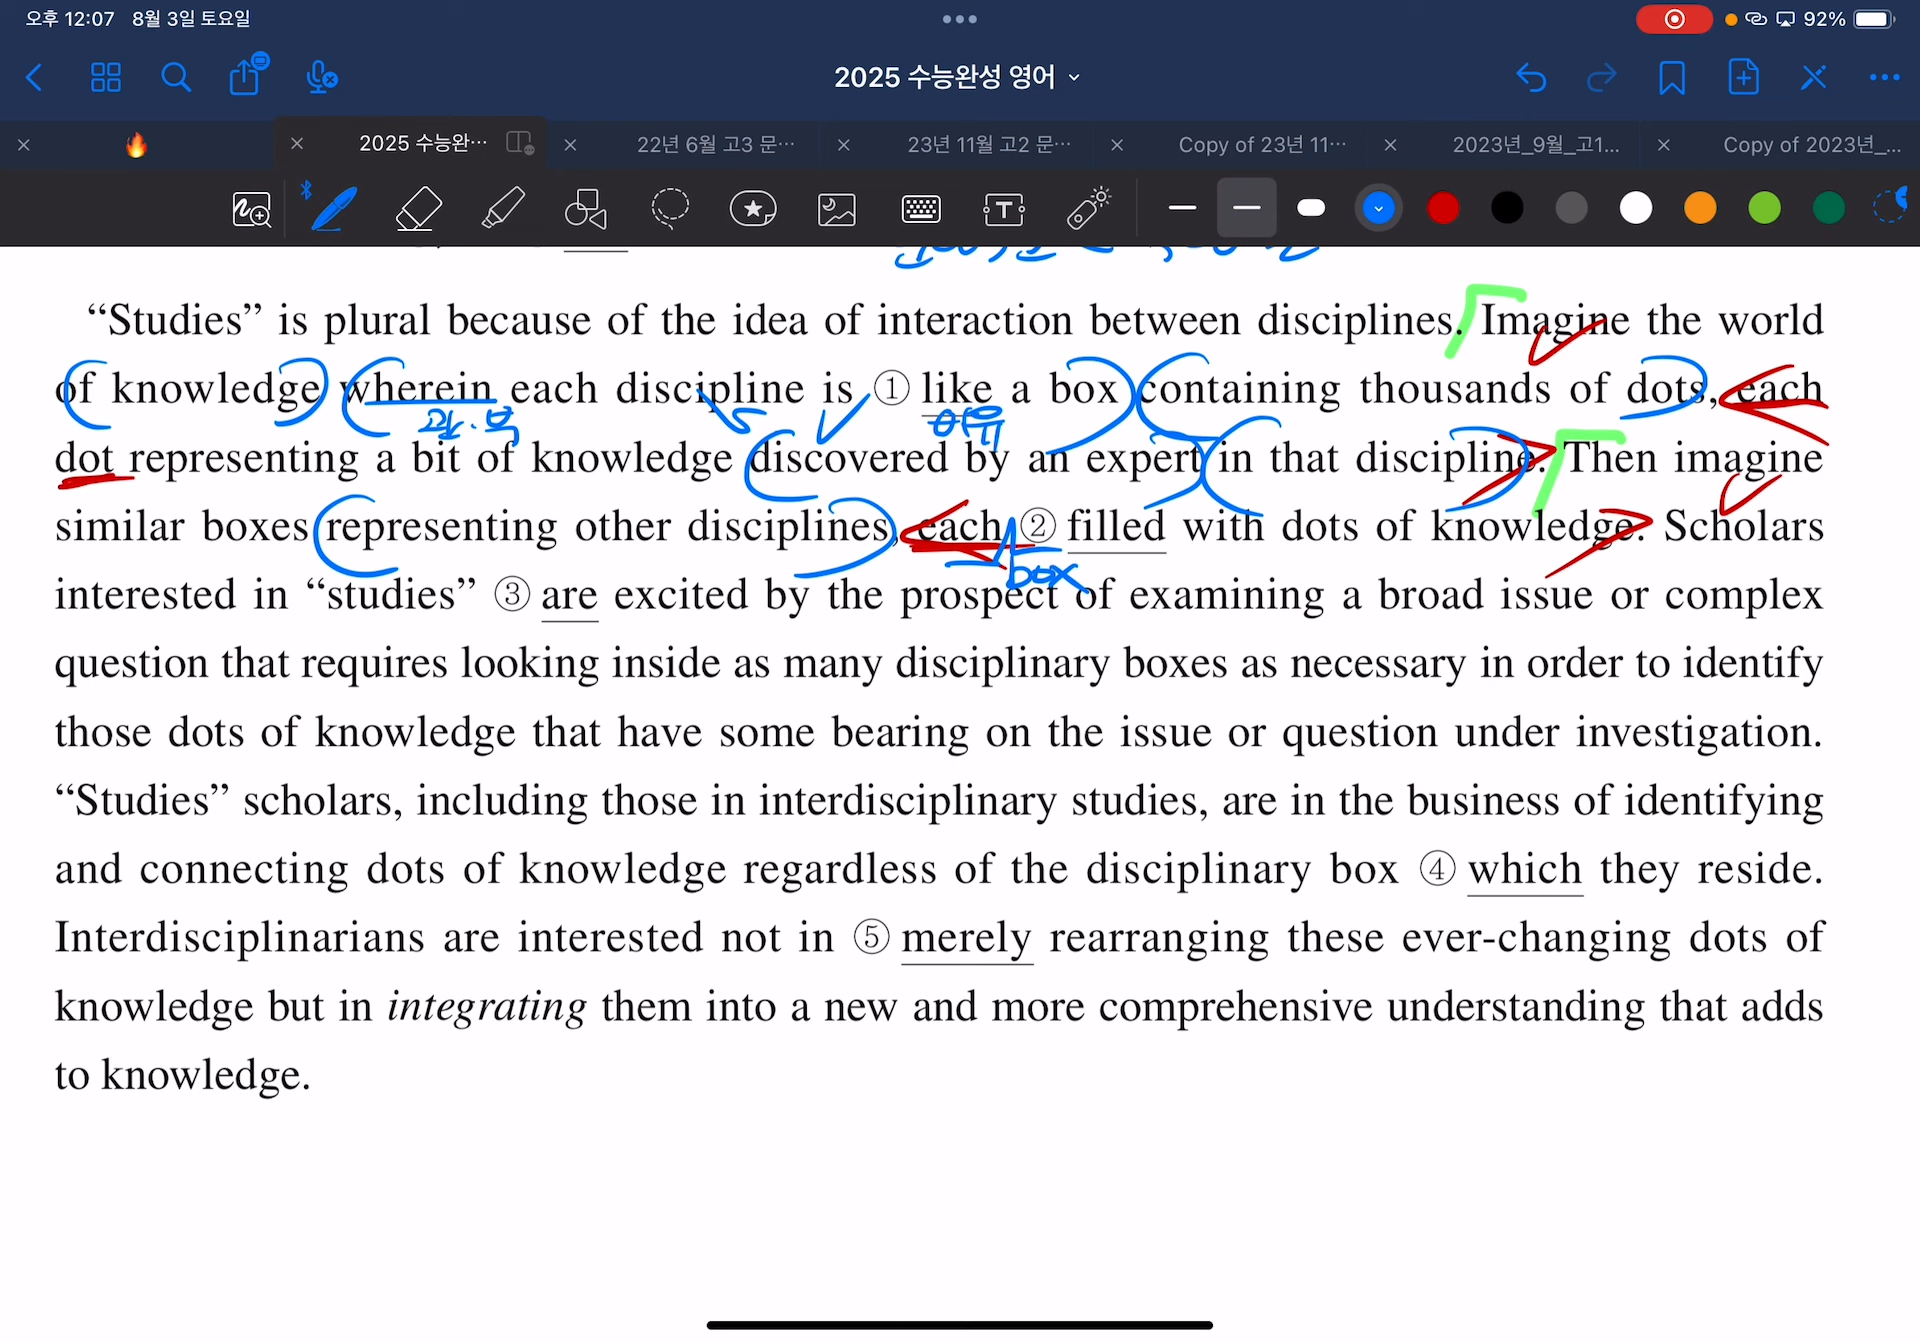 오후 12:07 8월 3일 토요일
92%
2025 수능완성 영어
2025 수능완···
22년 6월 고3 문···
23년 11월 고2 문···
Copy of 23년 11···
2023년_9월_고1...
Copy of 2023년_...
“Studies” is plural because of the idea of interaction between disciplines. Imagine the world
of knowledge wherein each discipline is ① like a box containing thousands of dots, each
관·부
dot representing a bit of knowledge discovered by an expert in that discipline. Then imagine
similar boxes representing other disciplines, each ② filled with dots of knowledge. Scholars
box
interested in “studies” ③ are excited by the prospect of examining a broad issue or complex
question that requires looking inside as many disciplinary boxes as necessary in order to identify
those dots of knowledge that have some bearing on the issue or question under investigation.
“Studies” scholars, including those in interdisciplinary studies, are in the business of identifying
and connecting dots of knowledge regardless of the disciplinary box ④ which they reside.
Interdisciplinarians are interested not in ⑤ merely rearranging these ever-changing dots of
knowledge but in integrating them into a new and more comprehensive understanding that adds
to knowledge.